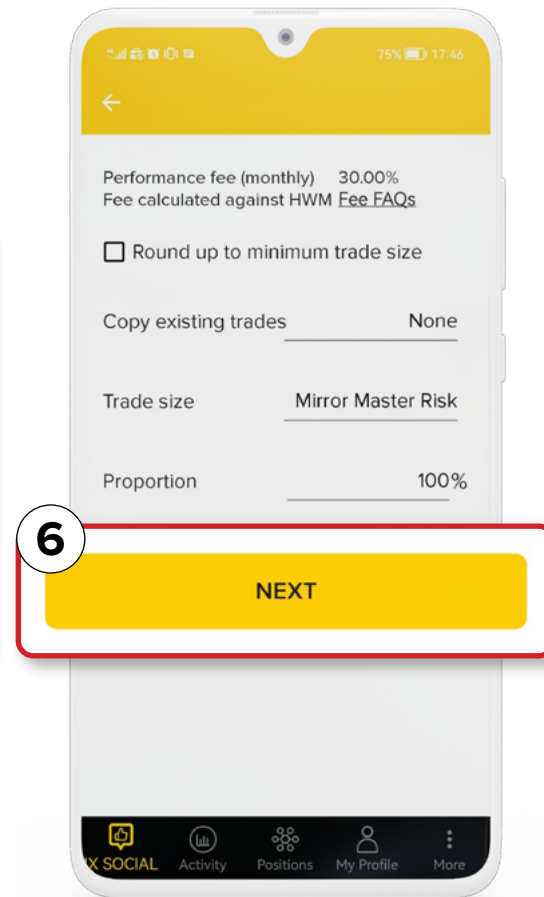 75% 17:46
Performance fee (monthly) 30.00%
Fee calculated against HWM Fee FAQs
Round up to minimum trade size
Copy existing trades None
Trade size Mirror Master Risk
Proportion 100%
6
NEXT
X SOCIAL Activity Positions My Profile More